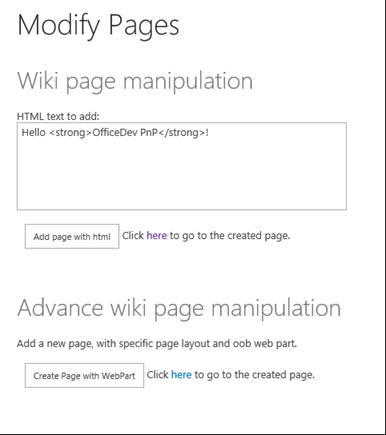 Modify Pages
Wiki page manipulation
HTML text to add:
Hello <strong>OfficeDev PnP</strong>!
Add page with html Click here to go to the created page.
Advance wiki page manipulation
Add a new page, with specific page layout and oob web part.
Create Page with WebPart Click here to go to the created page.